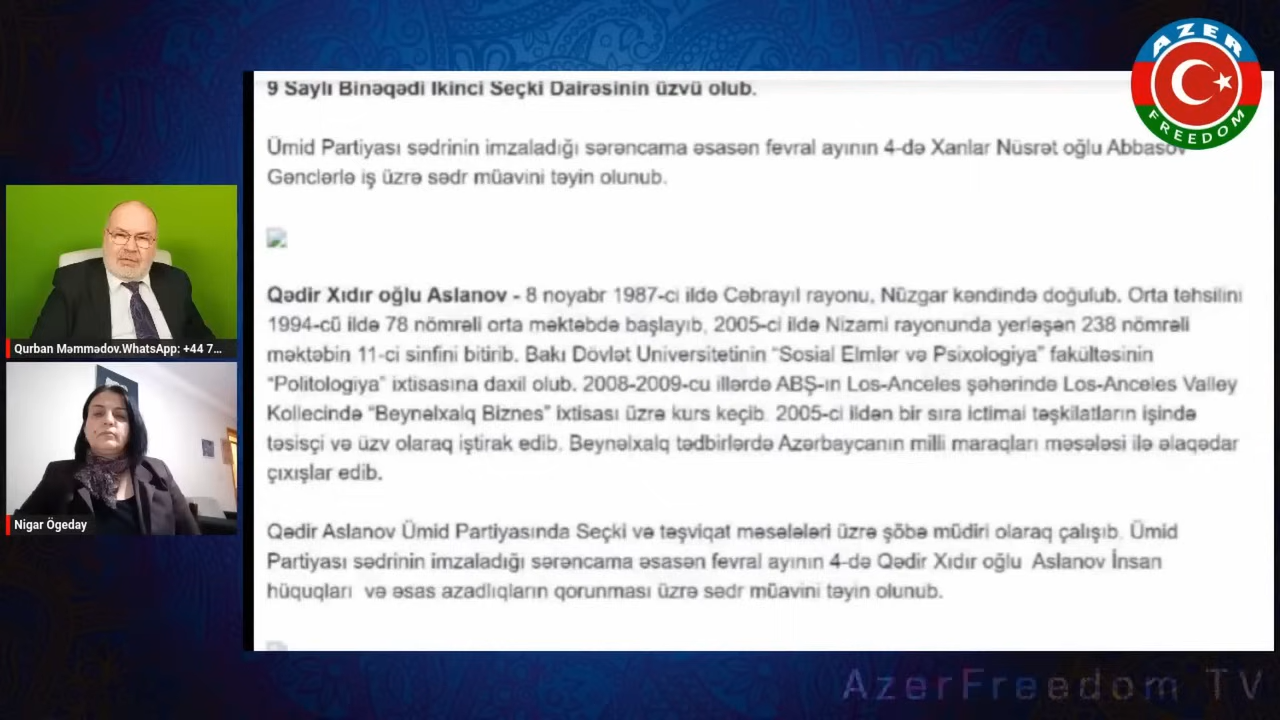 AZER
FREEDOM
9 Saylı Binəqədi İkinci Seçki Dairəsinin üzvü olub.
Ümid Partiyası sədrinin imzaladığı sərəncama əsasən fevral ayının 4-də Xanlar Nüsrət oğlu Abbasov
Gənclərlə iş üzrə sədr müavini təyin olunub.
Qədir Xıdır oğlu Aslanov - 8 noyabr 1987-ci ildə Cəbrayıl rayonu, Nüzgar kəndində doğulub. Orta təhsilini
1994-cü ildə 78 nömrəli orta məktəbdə başlayıb, 2005-ci ildə Nizami rayonunda yerləşən 238 nömrəli
məktəbin 11-ci sinfini bitirib. Bakı Dövlət Universitetinin “Sosial Elmlər və Psixologiya” fakültəsinin
“Politologiya” ixtisasına daxil olub. 2008-2009-cu illərdə ABŞ-ın Los-Anceles şəhərində Los-Anceles Valley
Kollecində “Beynəlxalq Biznes” ixtisası üzrə kurs keçib. 2005-ci ildən bir sıra ictimai təşkilatların işində
təsisçi və üzv olaraq iştirak edib. Beynəlxalq tədbirlərdə Azərbaycanın milli maraqları məsələsi ilə əlaqədar
çıxışlar edib.
Qədir Aslanov Ümid Partiyasında Seçki və təşviqat məsələləri üzrə şöbə müdiri olaraq çalışıb. Ümid
Partiyası sədrinin imzaladığı sərəncama əsasən fevral ayının 4-də Qədir Xıdır oğlu Aslanov İnsan
hüquqları və əsas azadlıqların qorunması üzrə sədr müavini təyin olunub.
Qurban Məmmədov.WhatsApp: +44 7...
Nigar Ögeday
AzerFreedom TV